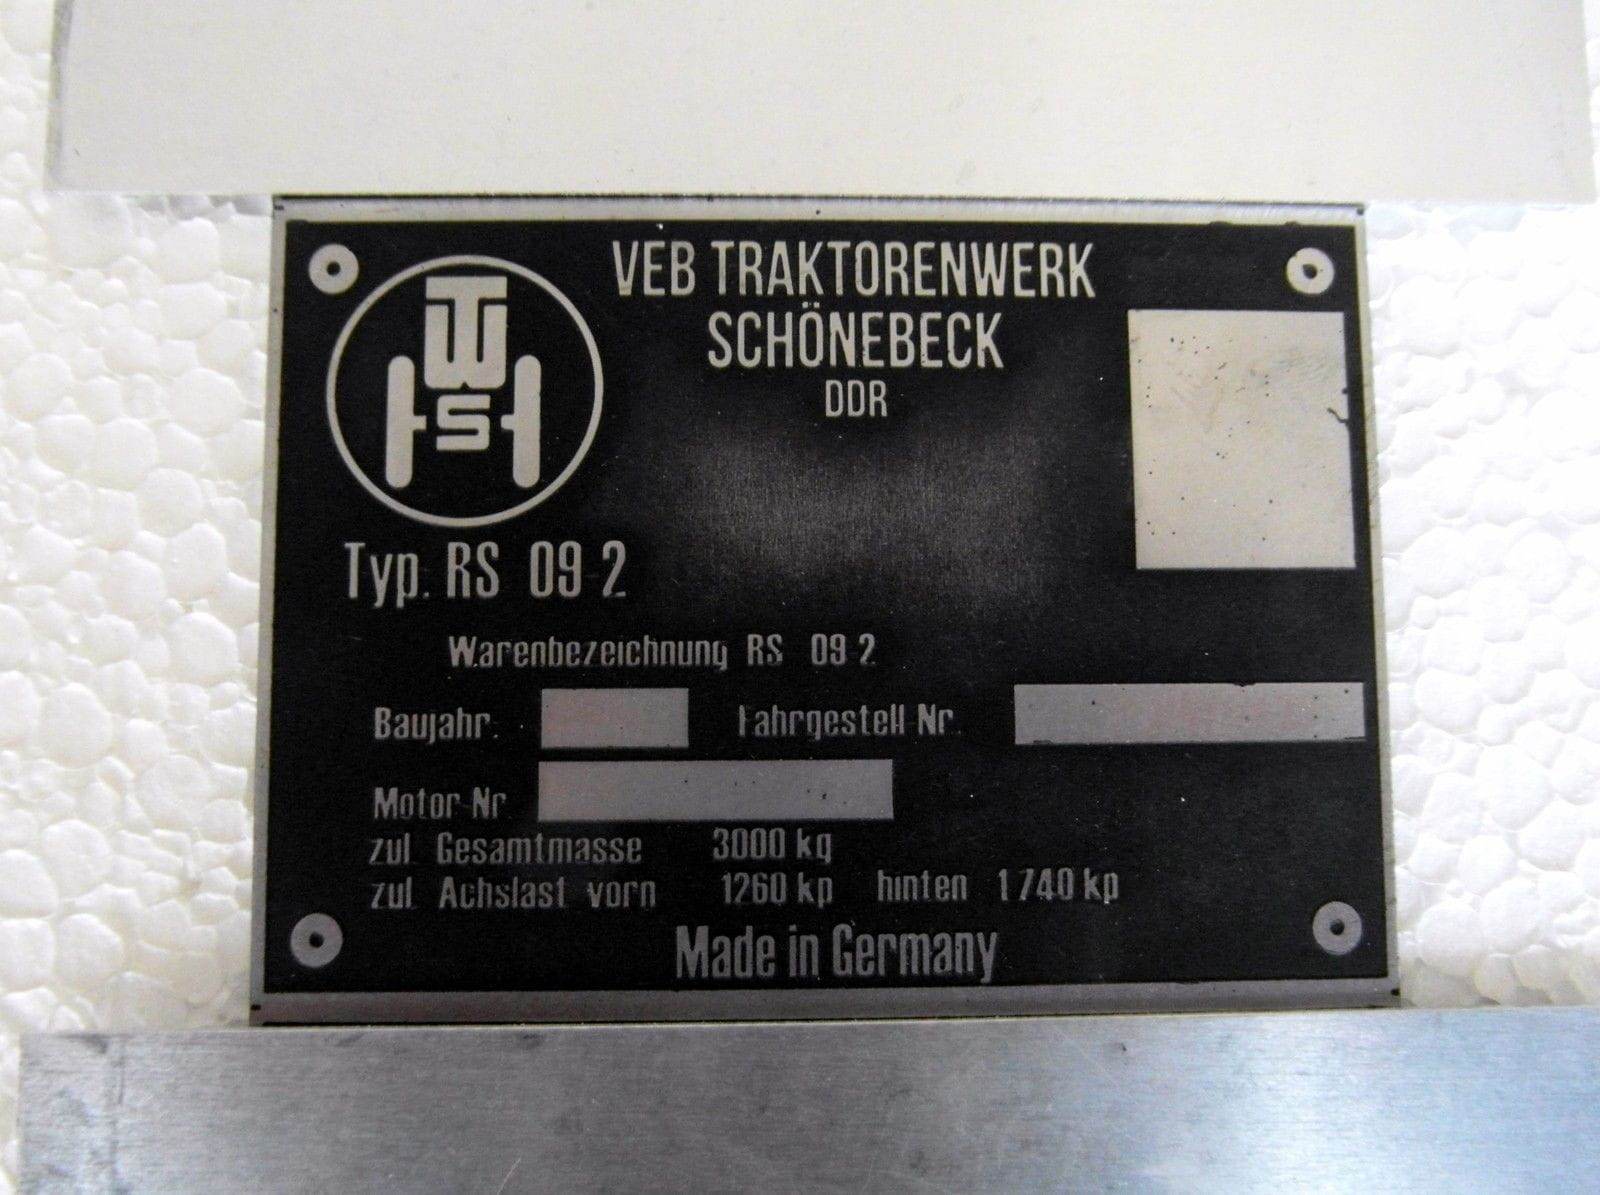 VEB TRAKTORENWERK
SCHÖNEBECK
DDR
TW
S
Typ. RS 09 2
Warenbezeichnung RS 09 2
Baujahr. Fahrgestell Nr.
Motor Nr
zul Gesamtmasse 3000 kg
zul Achslast vorn 1260 kp hinten 1740 kp
Made in Germany